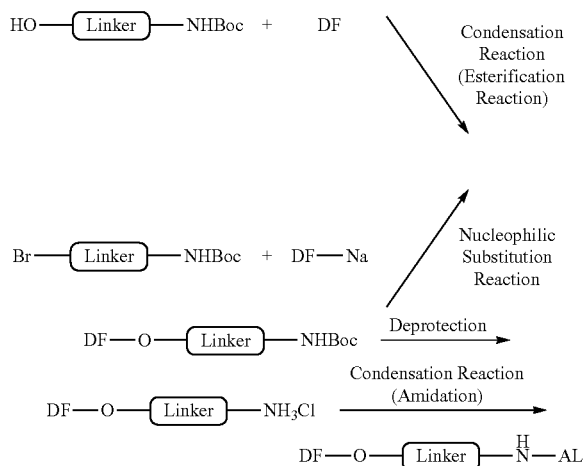 HO—Linker—NHBoc + DF
Condensation
Reaction
(Esterification
Reaction)
Br—Linker—NHBoc + DF—Na
Nucleophilic
Substitution
Reaction
DF—O—Linker—NHBoc
Deprotection
DF—O—Linker—NH3Cl
Condensation Reaction
(Amidation)
DF—O—Linker—N—AL
H